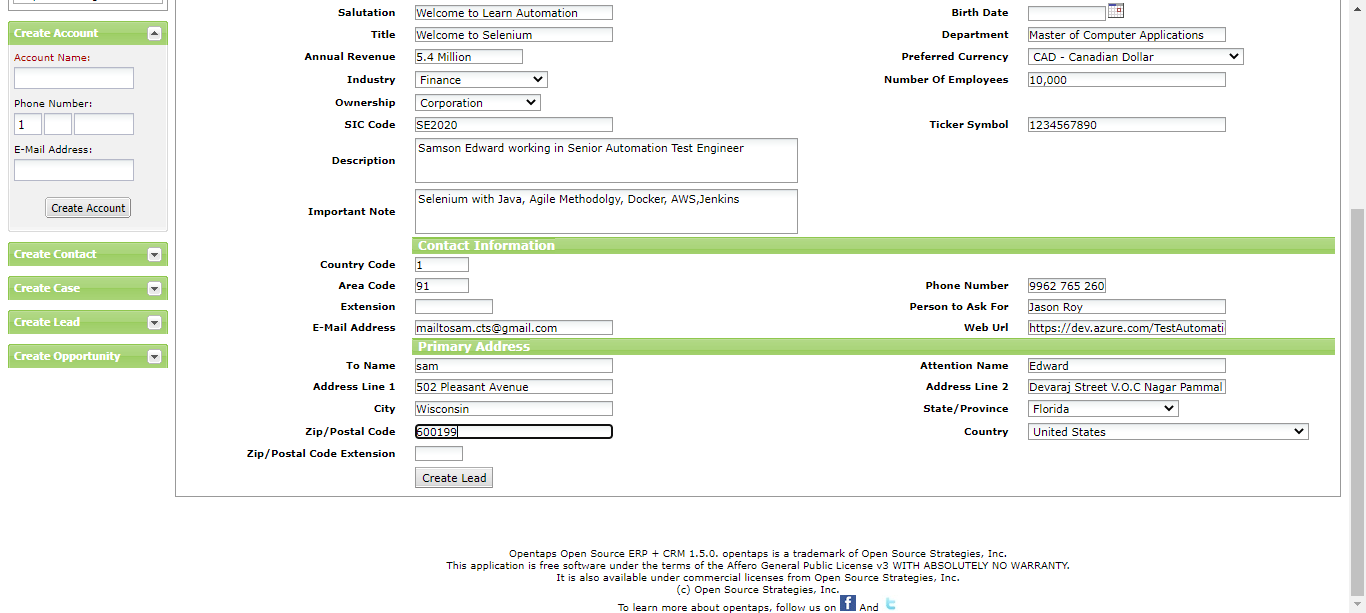 Create Account
Account Name:
Phone Number:
1
E-Mail Address:
Create Account
Create Contact
Create Case
Create Lead
Create Opportunity
Salutation Welcome to Learn Automation Birth Date
Title Welcome to Selenium Department Master of Computer Applications
Annual Revenue 5.4 Million Preferred Currency CAD - Canadian Dollar
Industry Finance Number Of Employees 10,000
Ownership Corporation
SIC Code SE2020 Ticker Symbol 1234567890
Description Samson Edward working in Senior Automation Test Engineer
Important Note Selenium with Java, Agile Methodolgy, Docker, AWS,Jenkins
Contact Information
Country Code 1
Area Code 91 Phone Number 9962 765 260
Extension Person to Ask For Jason Roy
E-Mail Address mailtosam.cts@gmail.com Web Url https://dev.azure.com/TestAutomati
Primary Address
To Name sam Attention Name Edward
Address Line 1 502 Pleasant Avenue Address Line 2 Devaraj Street V.O.C Nagar Pammal
City Wisconsin State/Province Florida
Zip/Postal Code 600199 Country United States
Zip/Postal Code Extension
Create Lead
Opentaps Open Source ERP + CRM 1.5.0. opentaps is a trademark of Open Source Strategies, Inc.
This application is free software under the terms of the Affero General Public License v3 WITH ABSOLUTELY NO WARRANTY.
It is also available under commercial licenses from Open Source Strategies, Inc.
(c) Open Source Strategies, Inc.
To learn more about opentaps, follow us on f And t